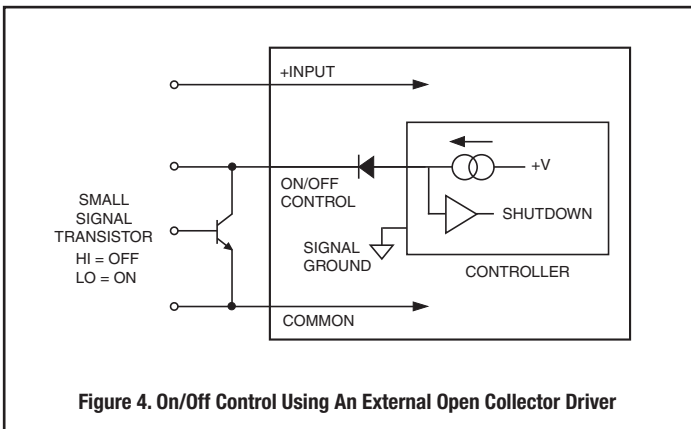 +INPUT
ON/OFF
CONTROL
+V
SHUTDOWN
SMALL
SIGNAL
TRANSISTOR
HI = OFF
LO = ON
SIGNAL
GROUND
CONTROLLER
COMMON
Figure 4. On/Off Control Using An External Open Collector Driver